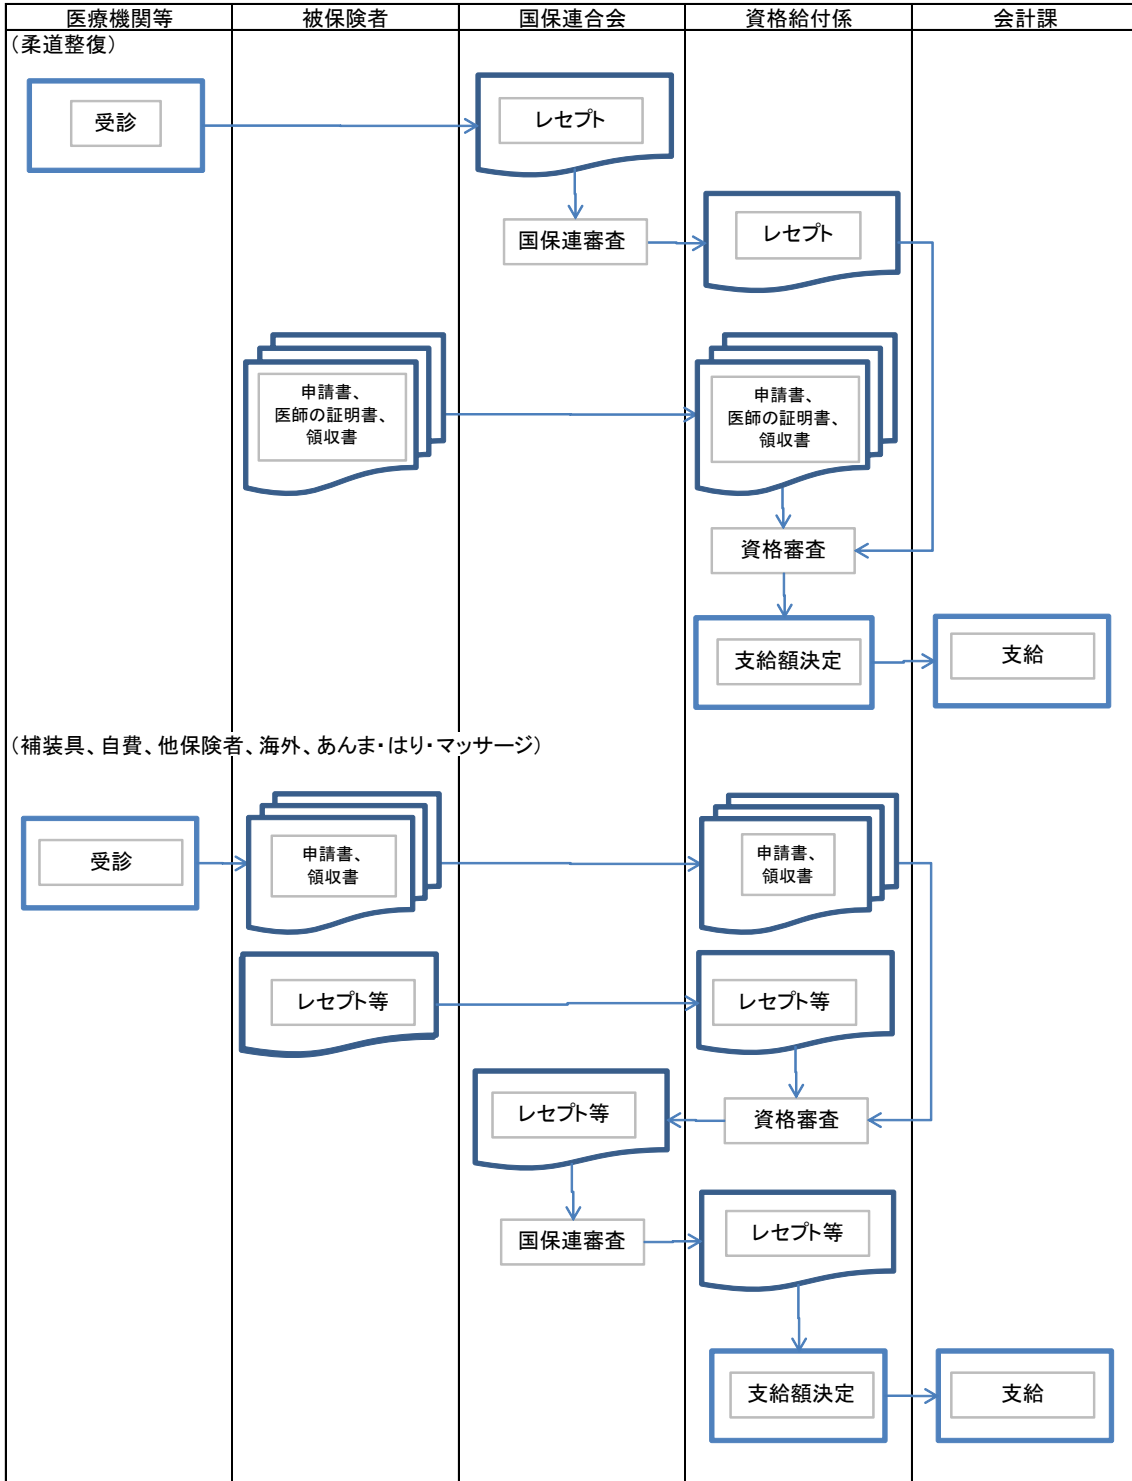 医療機関等
被保険者
国保連合会
資格給付係
会計課
(柔道整復)
受診
レセプト
国保連審査
レセプト
申請書、
医師の証明書、
領収書
申請書、
医師の証明書、
領収書
資格審査
支給額決定
支給
(補装具、自費、他保険者、海外、あんま・はり・マッサージ)
受診
申請書、
領収書
申請書、
領収書
レセプト等
レセプト等
レセプト等
資格審査
国保連審査
レセプト等
支給額決定
支給